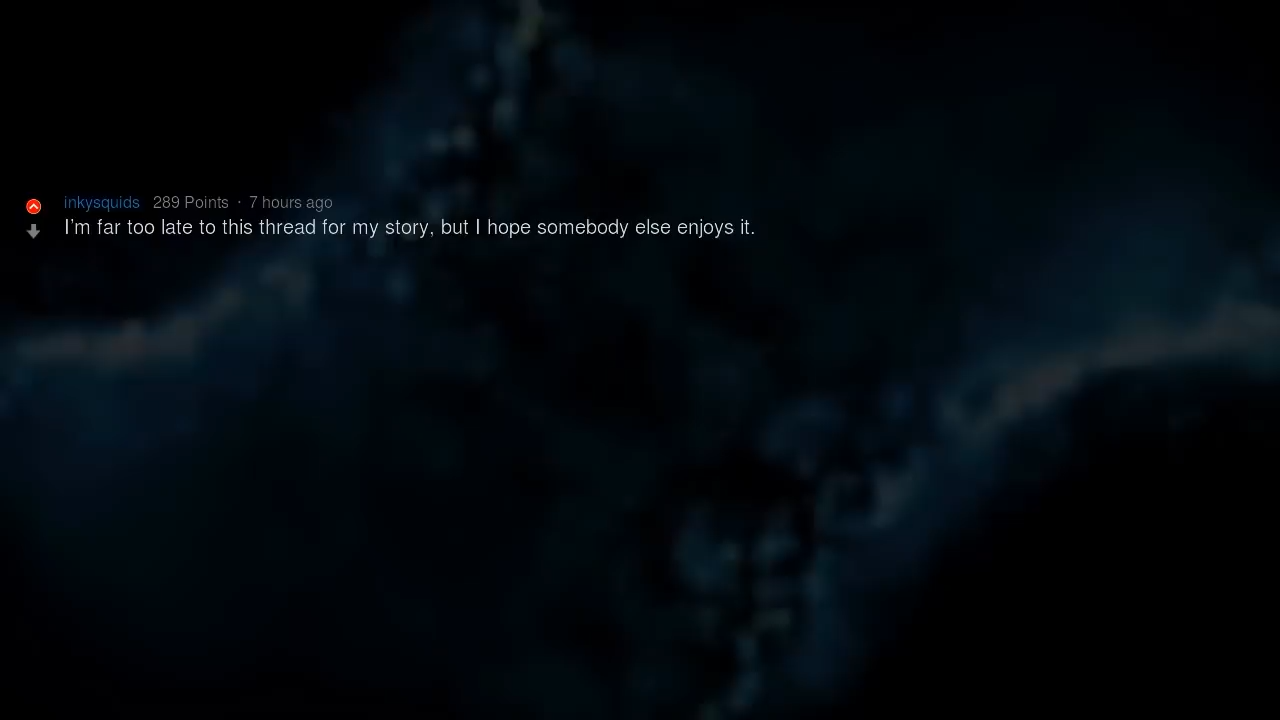 inkysquids 289 Points · 7 hours ago
I'm far too late to this thread for my story, but I hope somebody else enjoys it.